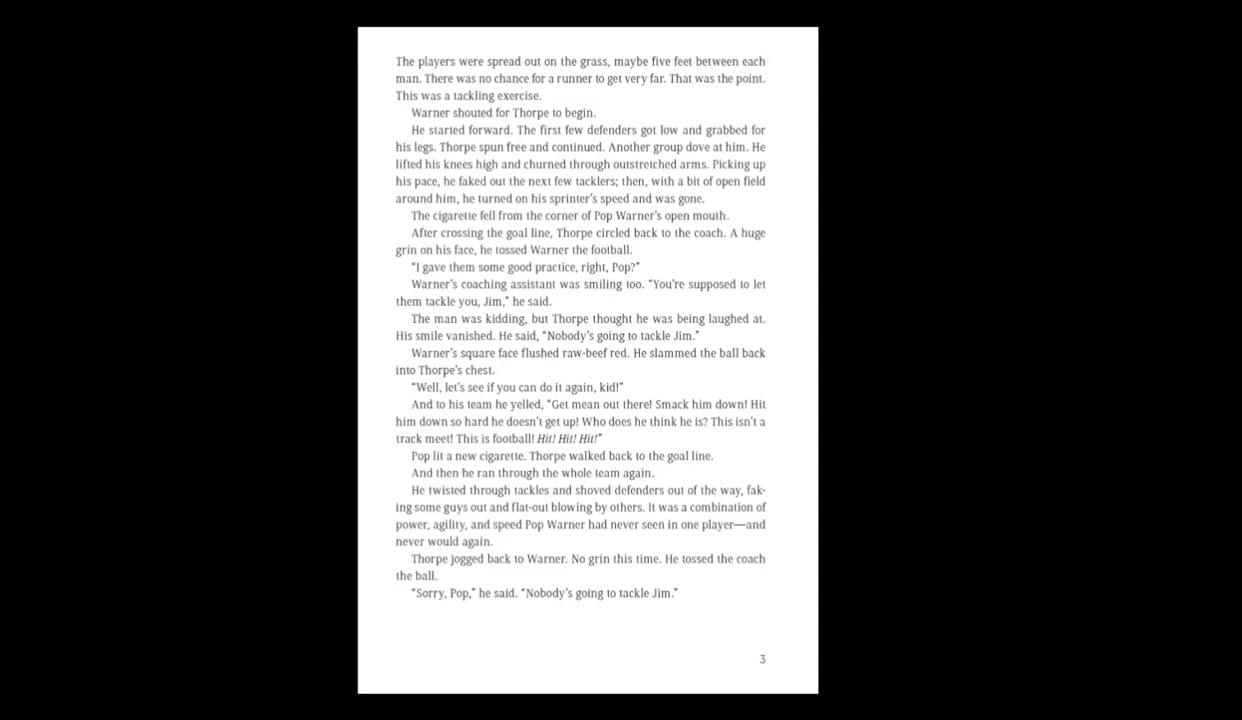 The players were spread out on the grass, maybe five feet between each
man. There was no chance for a runner to get very far. That was the point.
This was a tackling exercise.
Warner shouted for Thorpe to begin.
He started forward. The first few defenders got low and grabbed for
his legs. Thorpe spun free and continued. Another group dove at him. He
lifted his knees high and churned through outstretched arms. Picking up
his pace, he faked out the next few tacklers; then, with a bit of open field
around him, he turned on his sprinter’s speed and was gone.
The cigarette fell from the corner of Pop Warner’s open mouth.
After crossing the goal line, Thorpe circled back to the coach. A huge
grin on his face, he tossed Warner the football.
“I gave them some good practice, right, Pop?”
Warner’s coaching assistant was smiling too. “You’re supposed to let
them tackle you, Jim,” he said.
The man was kidding, but Thorpe thought he was being laughed at.
His smile vanished. He said, “Nobody’s going to tackle Jim.”
Warner’s square face flushed raw-beef red. He slammed the ball back
into Thorpe’s chest.
“Well, let’s see if you can do it again, kid!”
And to his team he yelled, “Get mean out there! Smack him down! Hit
him down so hard he doesn’t get up! Who does he think he is? This isn’t a
track meet! This is football! Hit! Hit! Hit!”
Pop lit a new cigarette. Thorpe walked back to the goal line.
And then he ran through the whole team again.
He twisted through tackles and shoved defenders out of the way, fak-
ing some guys out and flat-out blowing by others. It was a combination of
power, agility, and speed Pop Warner had never seen in one player—and
never would again.
Thorpe jogged back to Warner. No grin this time. He tossed the coach
the ball.
“Sorry, Pop,” he said. “Nobody’s going to tackle Jim.”
3